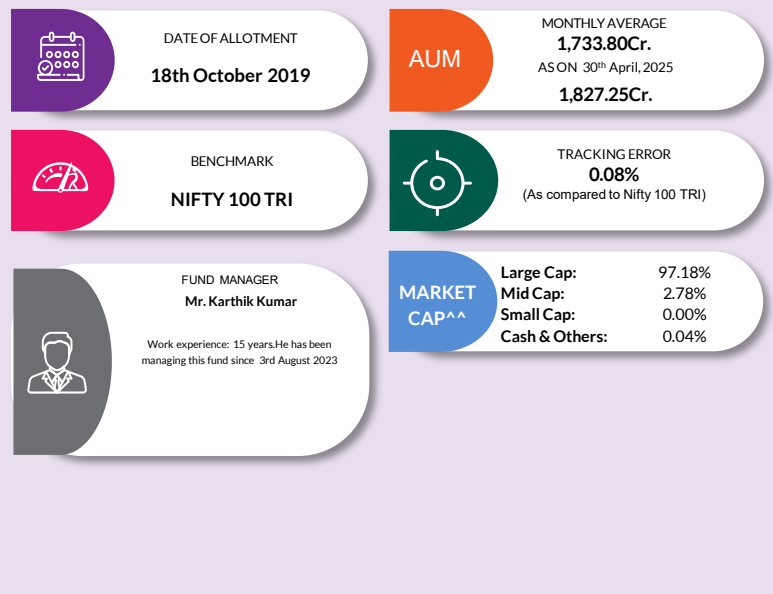 DATE OF ALLOTMENT
18th October 2019
AUM
MONTHLY AVERAGE
1,733.80Cr.
AS ON 30th April, 2025
1,827.25Cr.
BENCHMARK
NIFTY 100 TRI
TRACKING ERROR
0.08%
(As compared to Nifty 100 TRI)
FUND MANAGER
Mr. Karthik Kumar
Work experience: 15 years.He has been
managing this fund since 3rd August 2023
MARKET
CAP^^
Large Cap: 97.18%
Mid Cap: 2.78%
Small Cap: 0.00%
Cash & Others: 0.04%